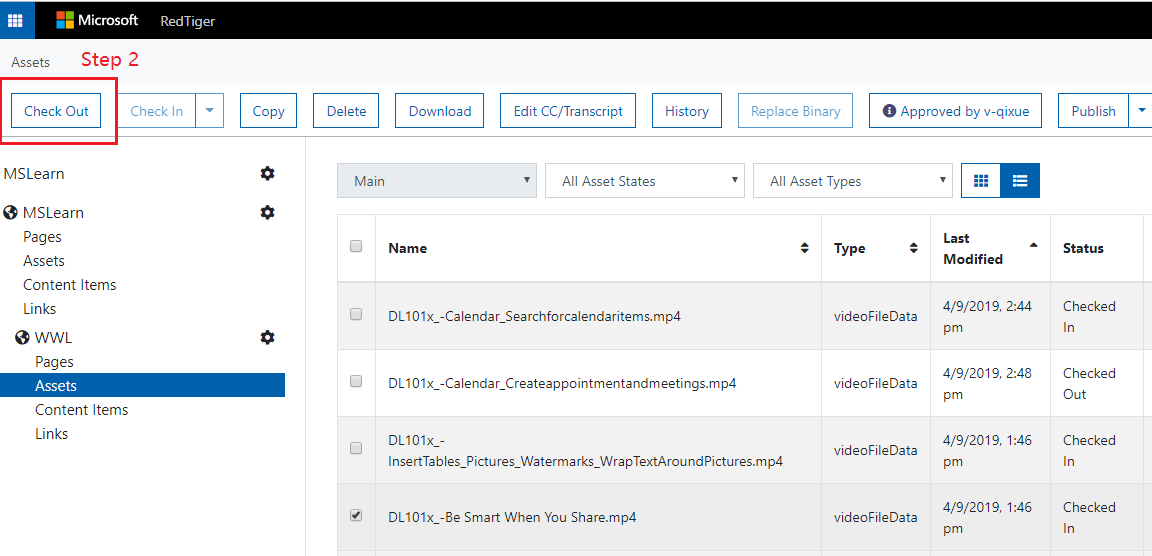 Microsoft RedTiger
Assets Step 2
Check Out Check In Copy Delete Download Edit CC/Transcript History Replace Binary Approved by v-qixue Publish
MSLearn
MSLearn
Pages
Assets
Content Items
Links
WWL
Pages
Assets
Content Items
Links
Main All Asset States All Asset Types
Name Type Last
Modified Status
DL101x_-Calendar_Searchforcalendaritems.mp4 videoFileData 4/9/2019, 2:44
pm Checked
In
DL101x_-Calendar_Createappointmentandmeetings.mp4 videoFileData 4/9/2019, 2:48
pm Checked
Out
DL101x_-
InsertTables_Pictures_Watermarks_WrapTextAroundPictures.mp4 videoFileData 4/9/2019, 1:46
pm Checked
In
DL101x_-Be Smart When You Share.mp4 videoFileData 4/9/2019, 1:46
pm Checked
In